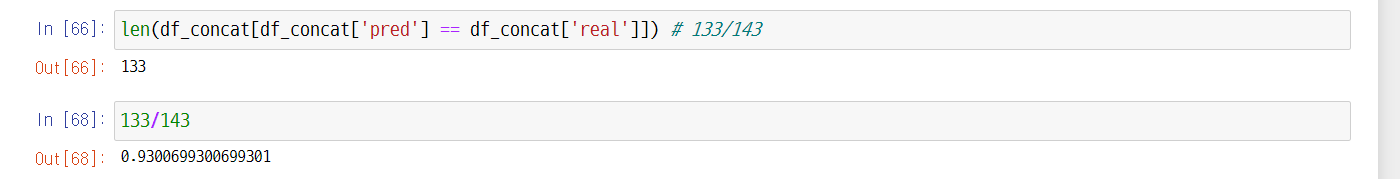 In [66]: len(df_concat[df_concat['pred'] == df_concat['real']]) # 133/143
Out[66]: 133
In [68]: 133/143
Out[68]: 0.9300699300699301